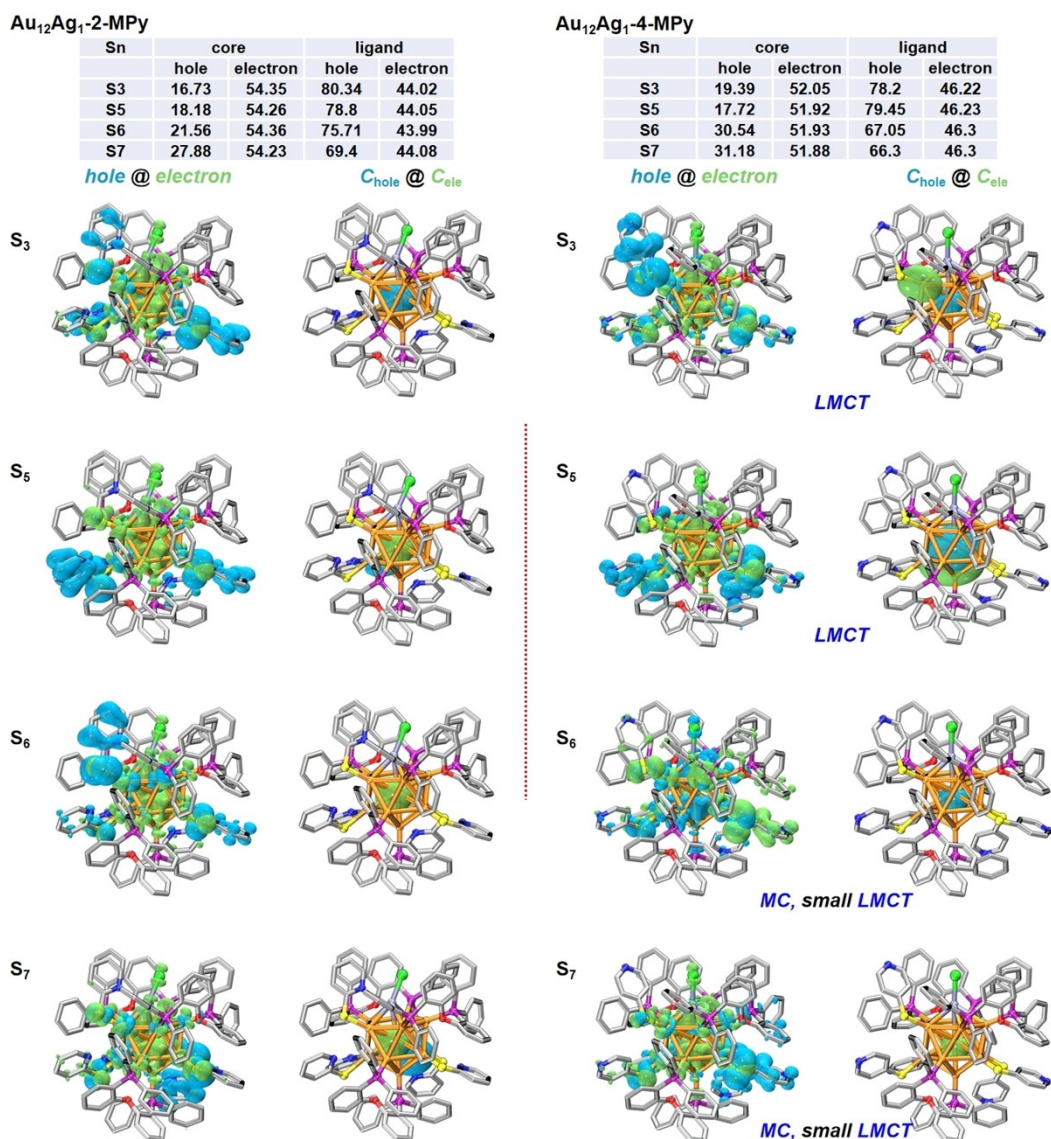 Au₁₂Ag₁-2-MPy
Sn core ligand
hole electron hole electron
S3 16.73 54.35 80.34 44.02
S5 18.18 54.26 78.8 44.05
S6 21.56 54.36 75.71 43.99
S7 27.88 54.23 69.4 44.08
hole @ electron C_hole @ C_ele
S₃
S₅
S₆
S₇
Au₁₂Ag₁-4-MPy
Sn core ligand
hole electron hole electron
S3 19.39 52.05 78.2 46.22
S5 17.72 51.92 79.45 46.23
S6 30.54 51.93 67.05 46.3
S7 31.18 51.88 66.3 46.3
hole @ electron C_hole @ C_ele
S₃
LMCT
S₅
LMCT
S₆
MC, small LMCT
S₇
MC, small LMCT